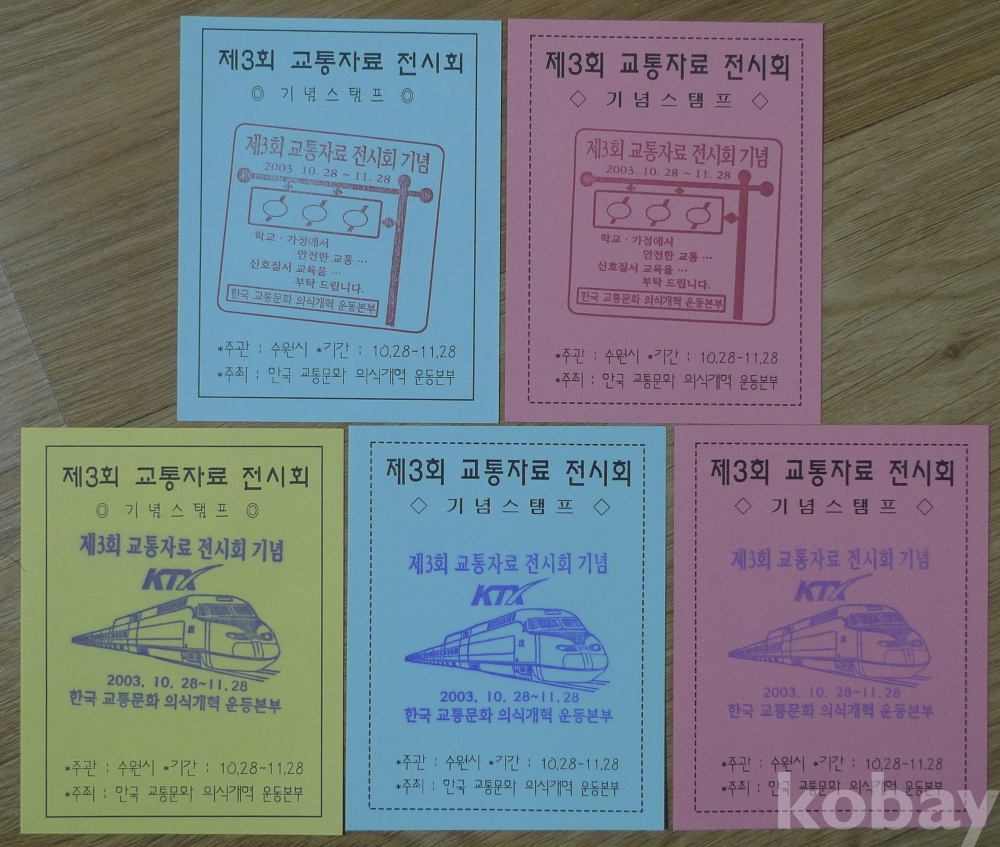 제3회 교통자료 전시회
◎ 기념스탬프 ◎
제3회 교통자료 전시회 기념
2003. 10. 28 ~ 11. 28
학교·가정에서
안전한 교통 …
신호질서 교육을 …
부탁 드립니다.
한국 교통문화 의식개혁 운동본부
*주관 : 수원시 *기간 : 10.28-11.28
*주최 : 한국 교통문화 의식개혁 운동본부
제3회 교통자료 전시회
◇ 기념스탬프 ◇
제3회 교통자료 전시회 기념
2003. 10. 28 ~ 11. 28
학교·가정에서
안전한 교통 …
신호질서 교육을 …
부탁 드립니다.
한국 교통문화 의식개혁 운동본부
*주관 : 수원시 *기간 : 10.28-11.28
*주최 : 한국 교통문화 의식개혁 운동본부
제3회 교통자료 전시회
◎ 기념스탬프 ◎
제3회 교통자료 전시회 기념
KTX
2003. 10. 28~11. 28
한국 교통문화 의식개혁 운동본부
*주관 : 수원시 *기간 : 10.28-11.28
*주최 : 한국 교통문화 의식개혁 운동본부
제3회 교통자료 전시회
◇ 기념스탬프 ◇
제3회 교통자료 전시회 기념
KTX
2003. 10. 28~11. 28
한국 교통문화 의식개혁 운동본부
*주관 : 수원시 *기간 : 10.28-11.28
*주최 : 한국 교통문화 의식개혁 운동본부
제3회 교통자료 전시회
◇ 기념스탬프 ◇
제3회 교통자료 전시회 기념
KTX
2003. 10. 28~11. 28
한국 교통문화 의식개혁 운동본부
*주관 : 수원시 *기간 : 10.28-11.28
*주최 : 한국 교통문화 의식개혁 운동본부
kobay